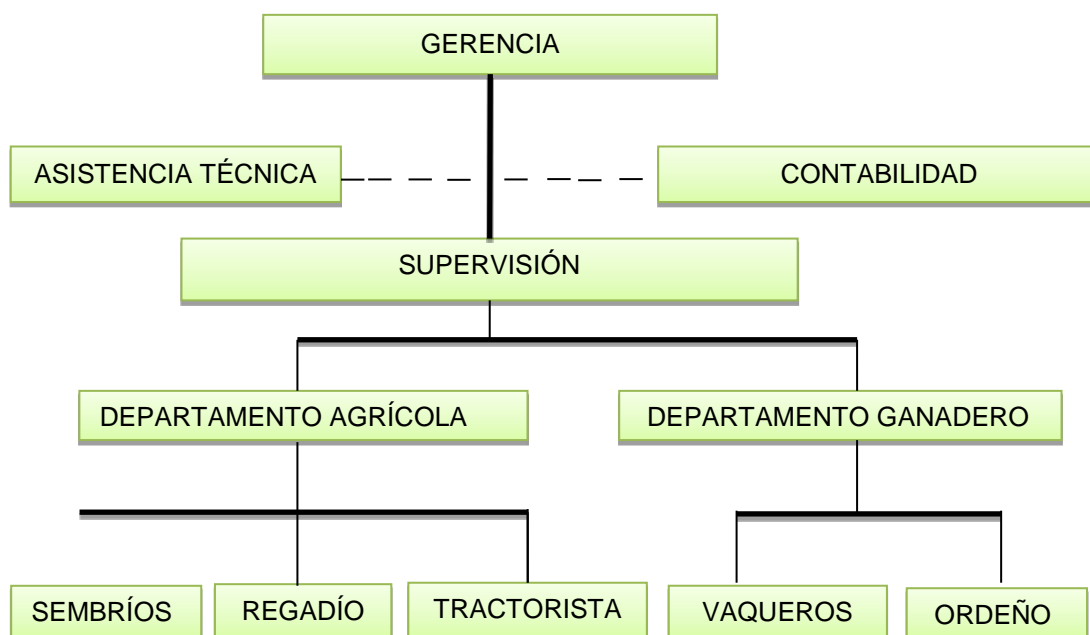 GERENCIA
ASISTENCIA TÉCNICA
CONTABILIDAD
SUPERVISIÓN
DEPARTAMENTO AGRÍCOLA
DEPARTAMENTO GANADERO
SEMBRÍOS
REGADÍO
TRACTORISTA
VAQUEROS
ORDEÑO